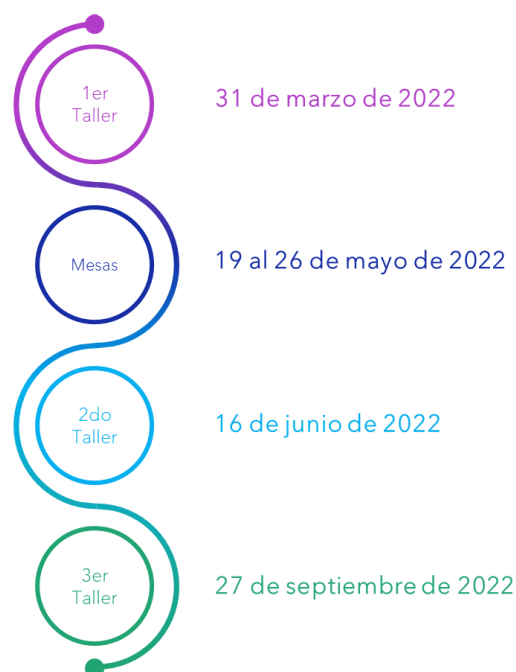 1er
Taller
31 de marzo de 2022
Mesas
19 al 26 de mayo de 2022
2do
Taller
16 de junio de 2022
3er
Taller
27 de septiembre de 2022